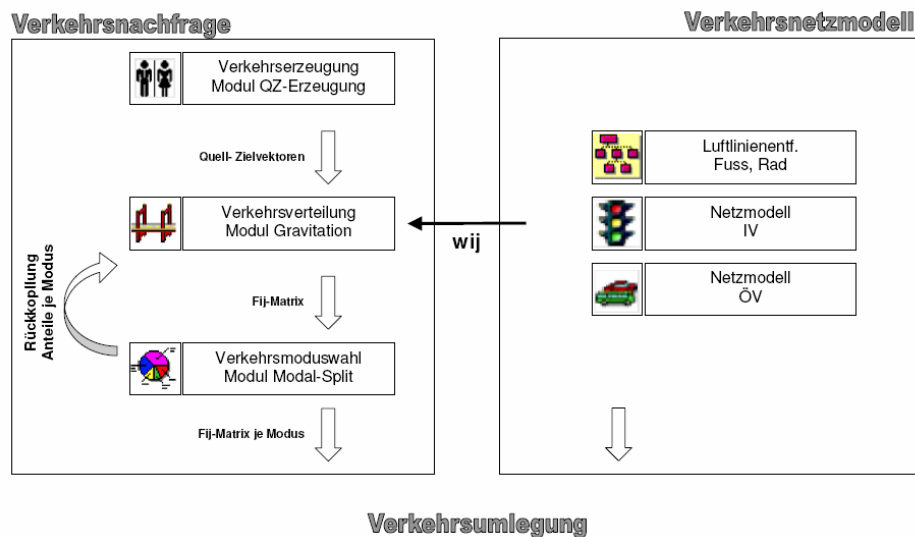 Verkehrsnachfrage
Verkehrserzeugung
Modul QZ-Erzeugung
Quell- Zielvektoren
Verkehrsverteilung
Modul Gravitation
Rückkopllung
Anteile je Modus
Fij-Matrix
Verkehrsmoduswahl
Modul Modal-Split
Fij-Matrix je Modus
wij
Verkehrsnetzmodell
Luftlinienentf.
Fuss, Rad
Netzmodell
IV
Netzmodell
ÖV
Verkehrsumlegung